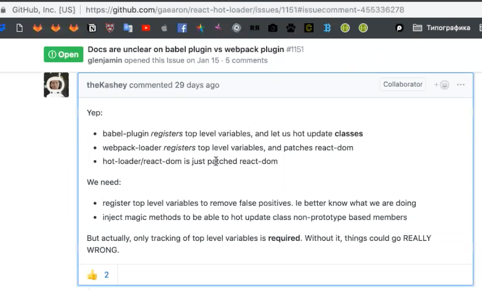 GitHub, Inc. [US]
https://github.com/gaearon/react-hot-loader/issues/1151#issuecomment-455336278
Типографика
Open
Docs are unclear on babel plugin vs webpack plugin #1151
glenjamin opened this Issue on Jan 15 · 5 comments
theKashey commented 29 days ago
Collaborator
Yep:
• babel-plugin registers top level variables, and let us hot update classes
• webpack-loader registers top level variables, and patches react-dom
• hot-loader/react-dom is just patched react-dom
We need:
• register top level variables to remove false positives. Ie better know what we are doing
• inject magic methods to be able to hot update class non-prototype based members
But actually, only tracking of top level variables is required. Without it, things could go REALLY
WRONG.
2